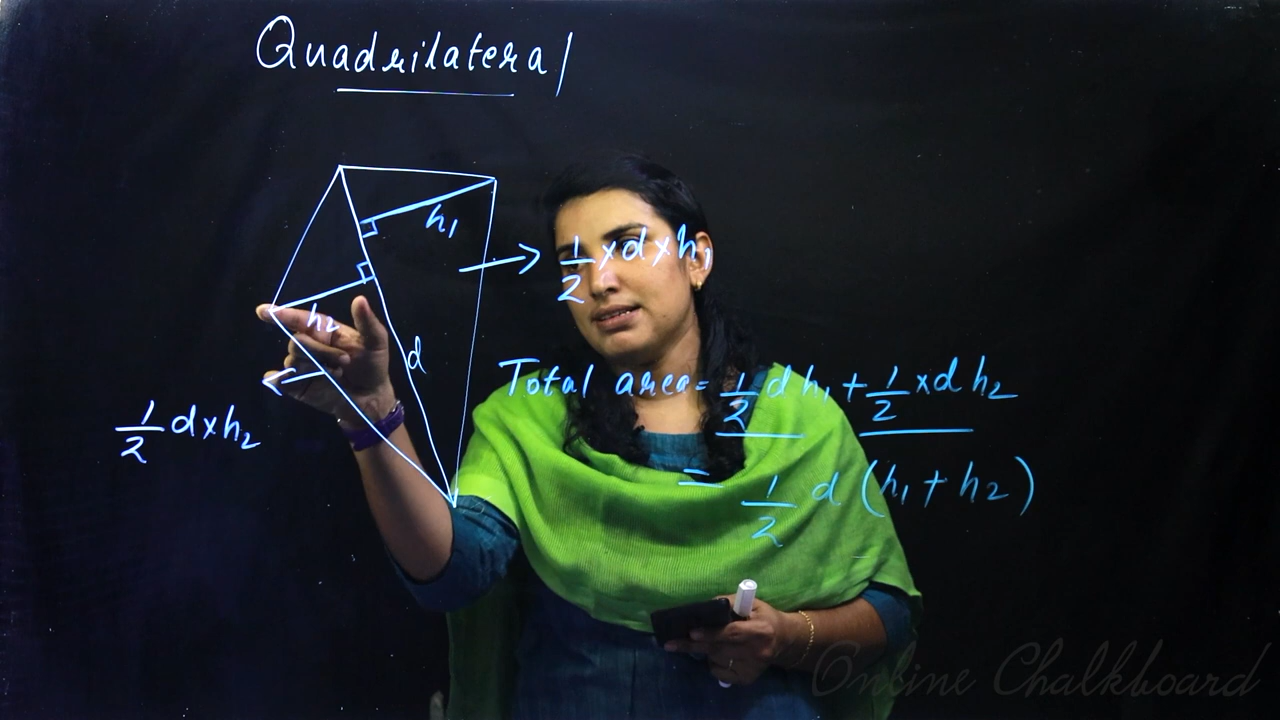 Quadrilateral
h1
h2
d
1/2 ×d×h1
1/2 d×h2
Total area= 1/2 d h1 + 1/2 ×d h2
= 1/2 d (h1 + h2)
Online Chalkboard